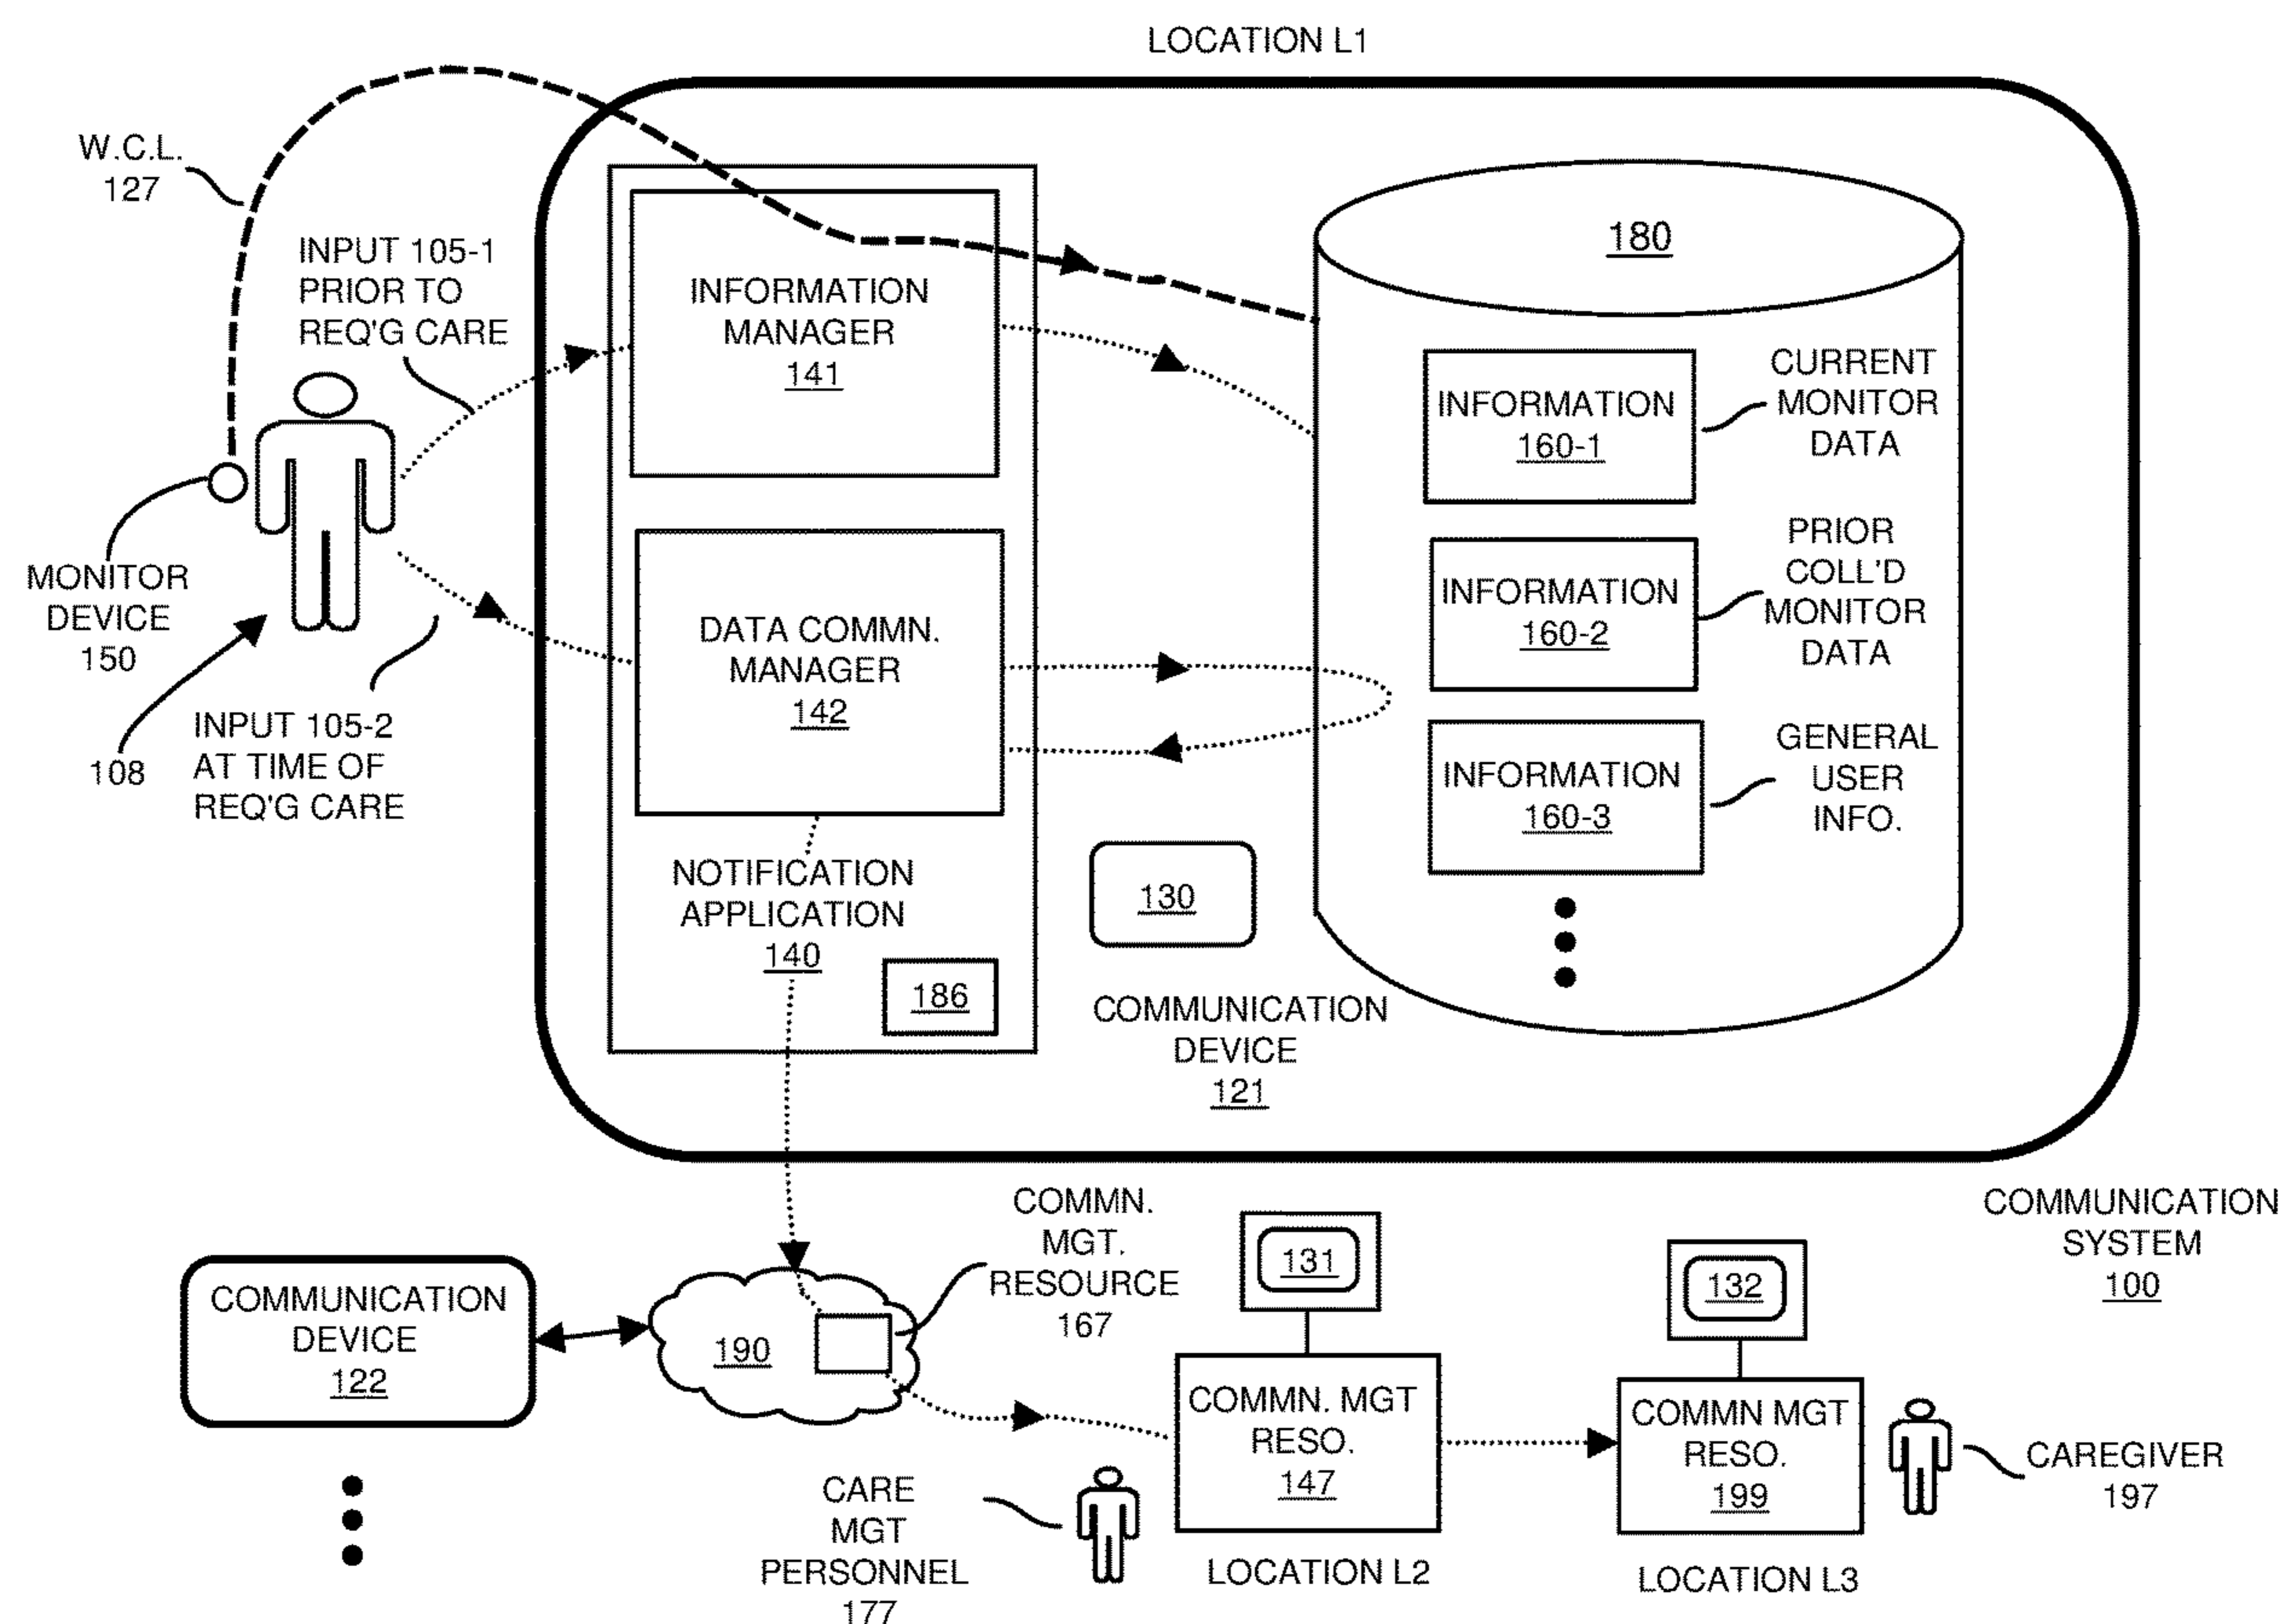 LOCATION L1
W.C.L.
127
INPUT 105-1
PRIOR TO
REQ'G CARE
INFORMATION
MANAGER
141
180
INFORMATION
160-1
CURRENT
MONITOR
DATA
INFORMATION
160-2
PRIOR
COLL'D
MONITOR
DATA
MONITOR
DEVICE
150
108
INPUT 105-2
AT TIME OF
REQ'G CARE
DATA COMMN.
MANAGER
142
INFORMATION
160-3
GENERAL
USER
INFO.
NOTIFICATION
APPLICATION
140
186
130
COMMUNICATION
DEVICE
121
COMMUNICATION
SYSTEM
100
COMMUNICATION
DEVICE
122
190
COMMN.
MGT.
RESOURCE
167
131
COMMN. MGT
RESO.
147
LOCATION L2
132
COMMN MGT
RESO.
199
LOCATION L3
CARE
MGT
PERSONNEL
177
CAREGIVER
197